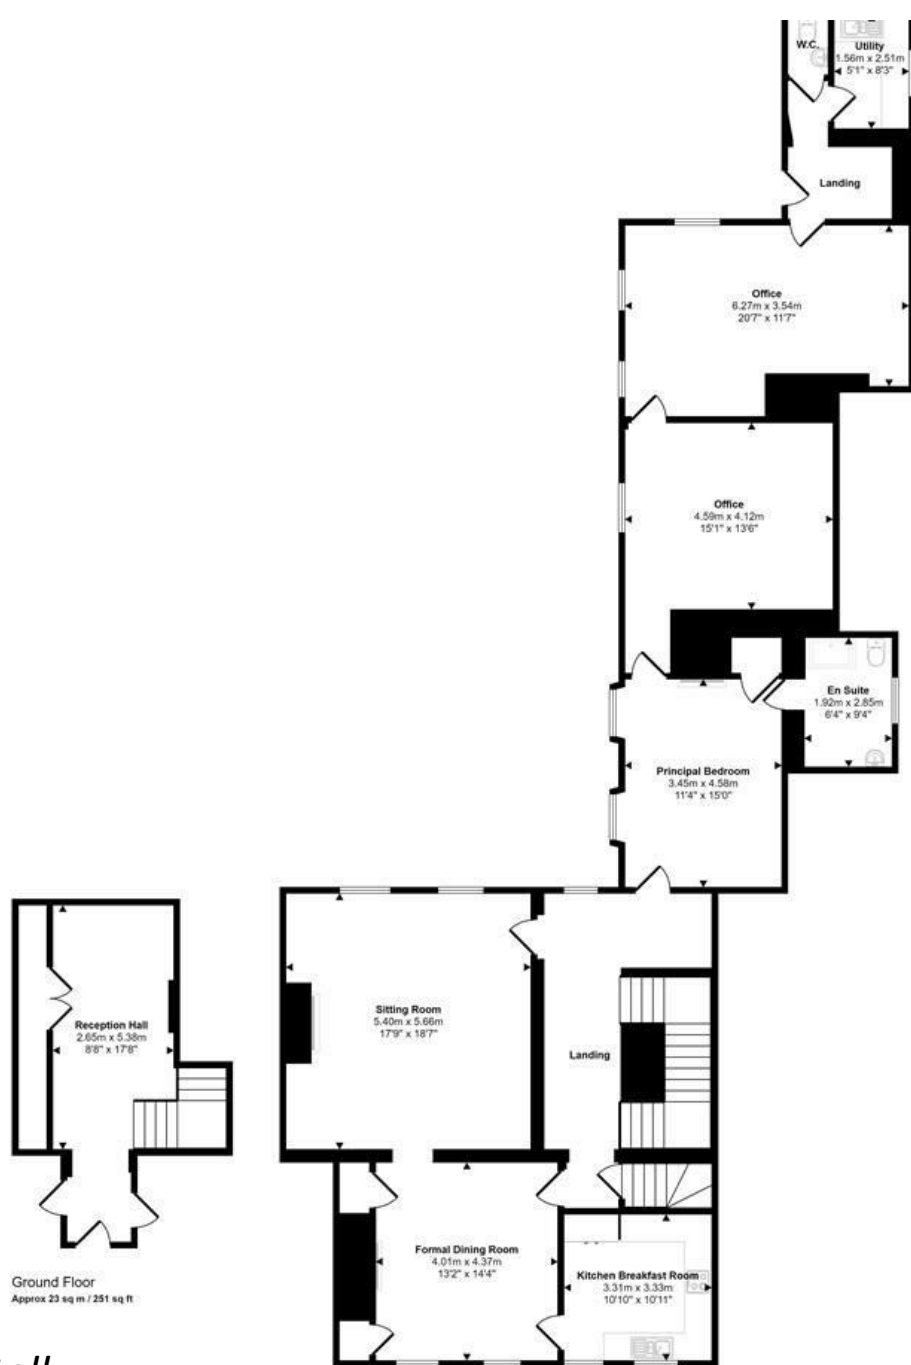 W.C.
Utility
1.56m x 2.51m
5'1" x 8'3"
Landing
Office
6.27m x 3.54m
20'7" x 11'7"
Office
4.59m x 4.12m
15'1" x 13'6"
En Suite
1.92m x 2.85m
6'4" x 9'4"
Principal Bedroom
3.45m x 4.58m
11'4" x 15'0"
Reception Hall
2.65m x 5.38m
8'8" x 17'8"
Sitting Room
5.40m x 5.66m
17'9" x 18'7"
Landing
Formal Dining Room
4.01m x 4.37m
13'2" x 14'4"
Kitchen Breakfast Room
3.31m x 3.33m
10'10" x 10'11"
Ground Floor
Approx 23 sq m / 251 sq ft